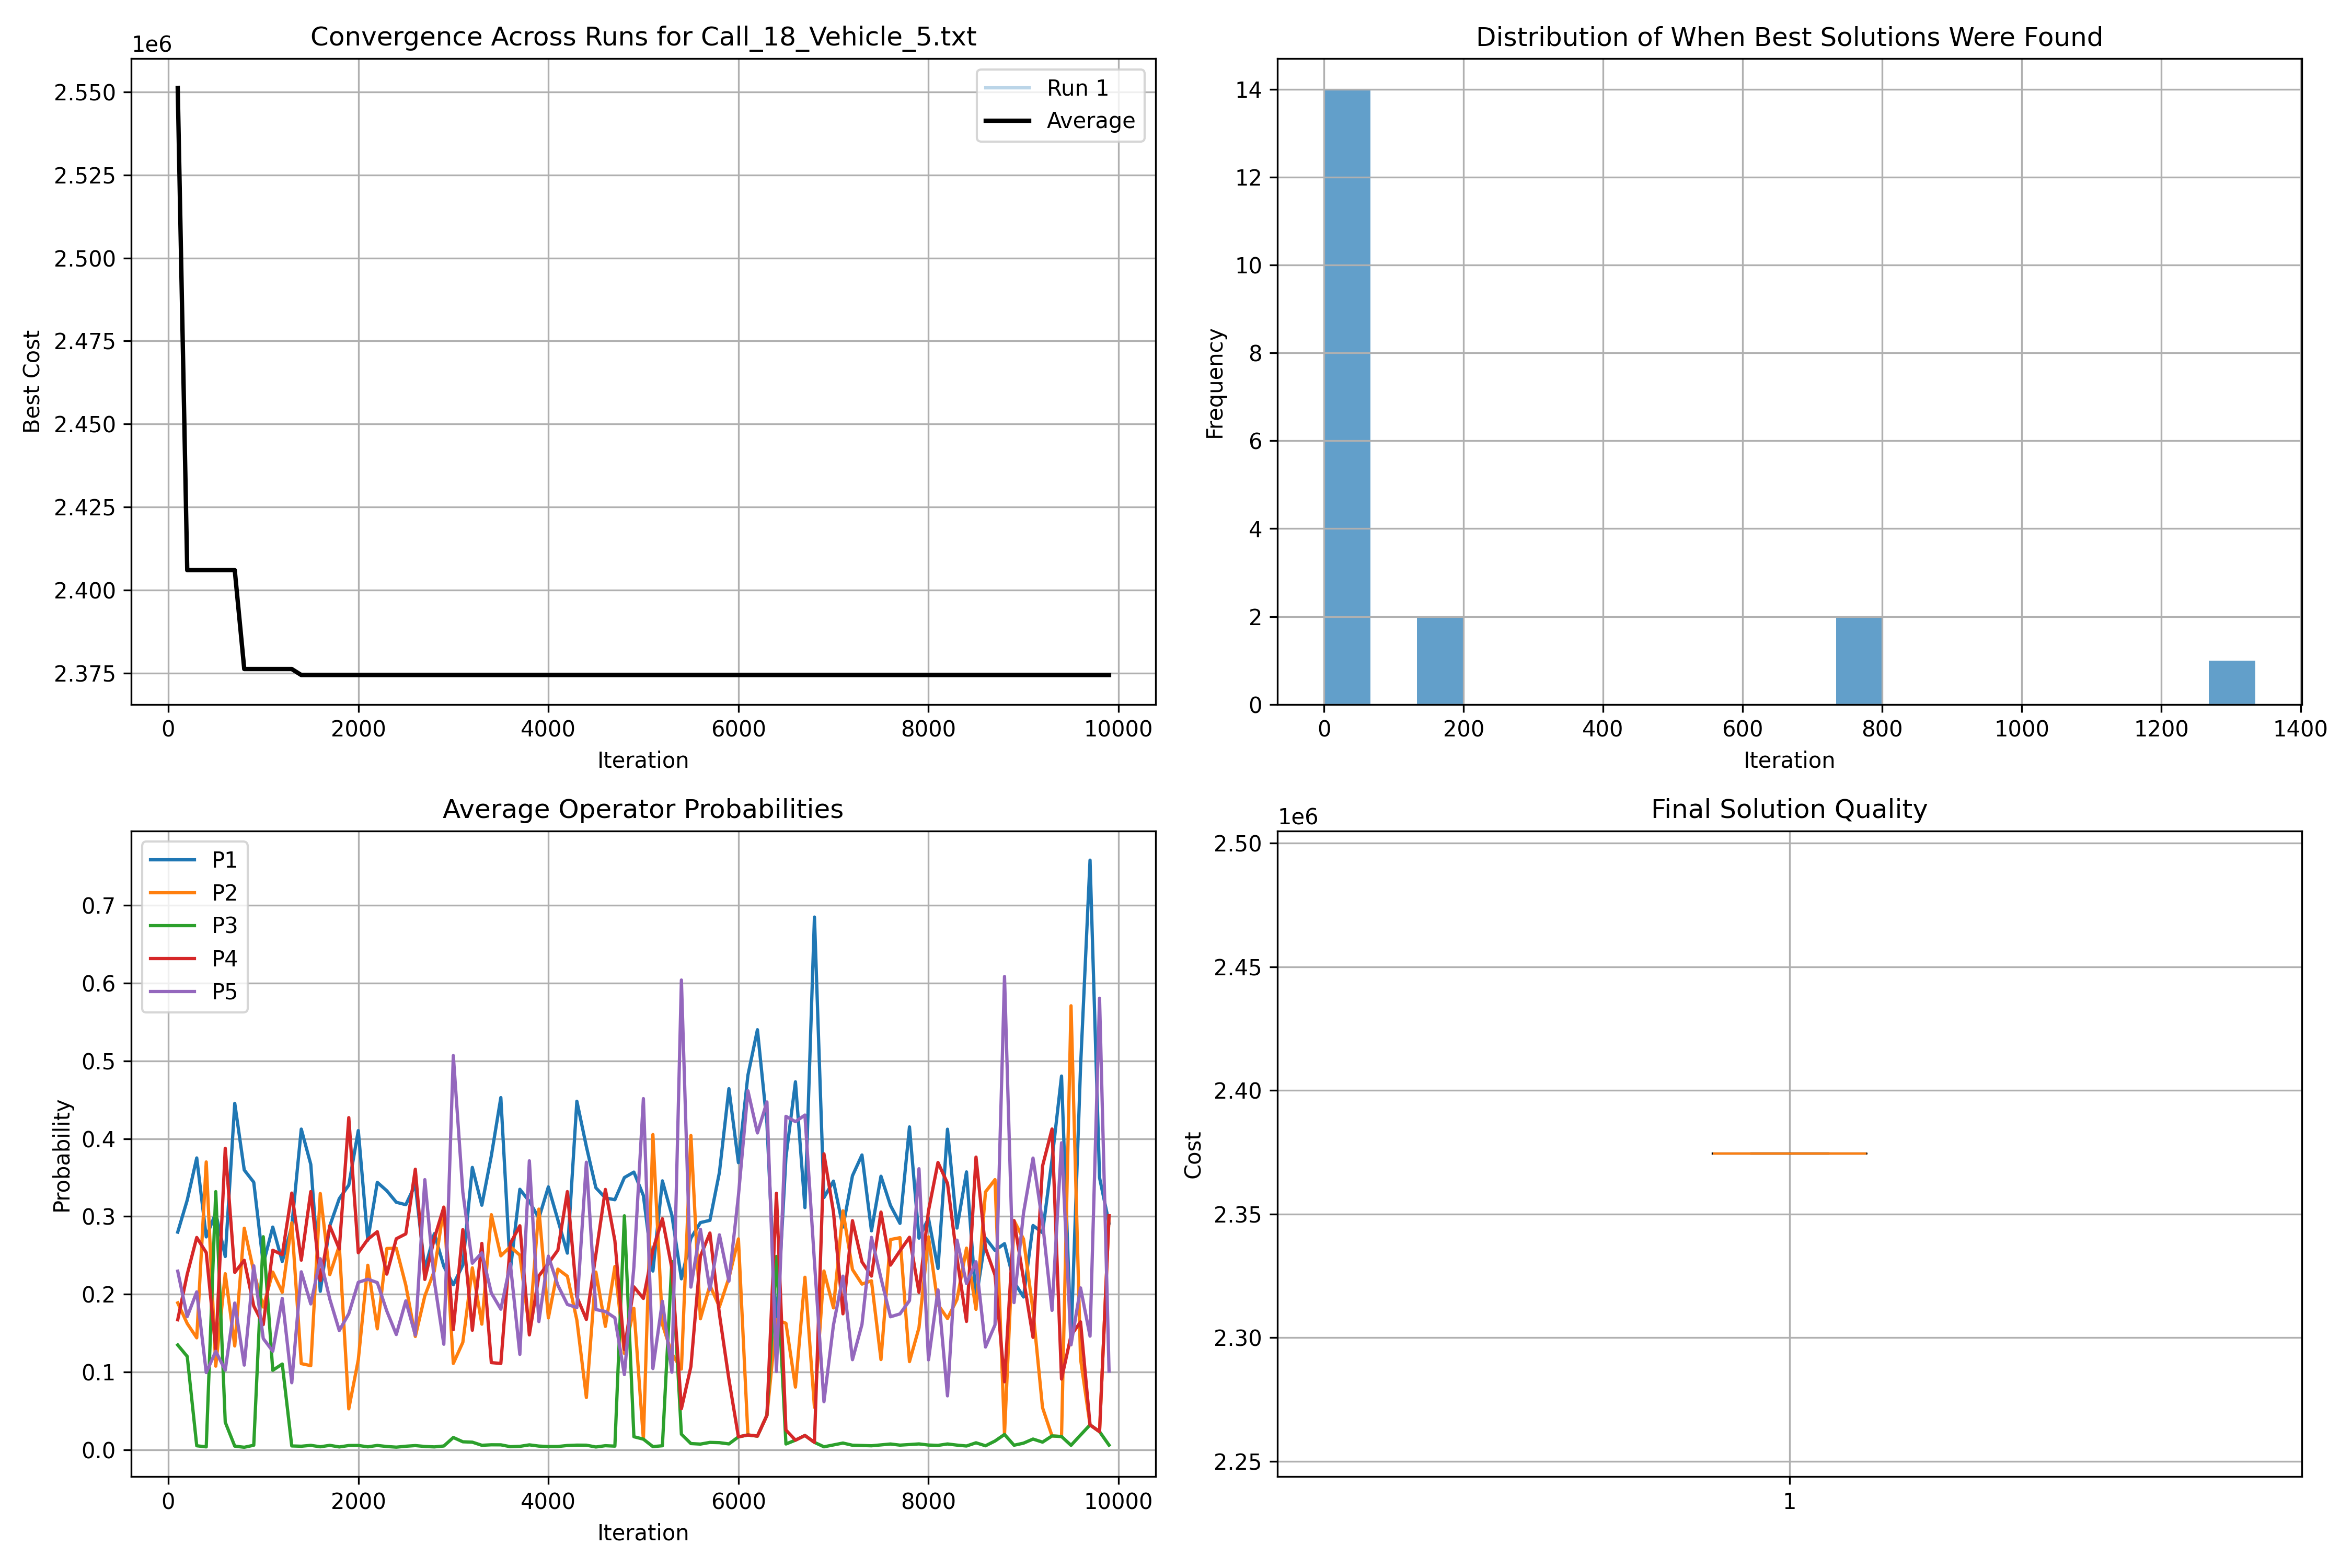 Convergence Across Runs for Call_18_Vehicle_5.txt
1e6
2.550
2.525
2.500
2.475
2.450
2.425
2.400
2.375
Best Cost
Run 1
Average
0 2000 4000 6000 8000 10000
Iteration
Distribution of When Best Solutions Were Found
14
12
10
8
6
4
2
0
Frequency
0 200 400 600 800 1000 1200 1400
Iteration
Average Operator Probabilities
P1
P2
P3
P4
P5
0.7
0.6
0.5
0.4
0.3
0.2
0.1
0.0
Probability
0 2000 4000 6000 8000 10000
Iteration
Final Solution Quality
1e6
2.50
2.45
2.40
2.35
2.30
2.25
Cost
1